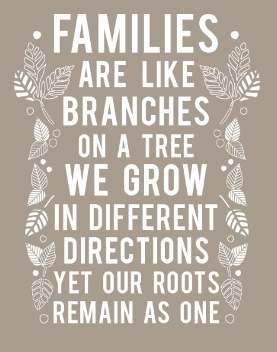 FAMILIES
ARE LIKE
BRANCHES
ON A TREE
WE GROW
IN DIFFERENT
DIRECTIONS
YET OUR ROOTS
REMAIN AS ONE